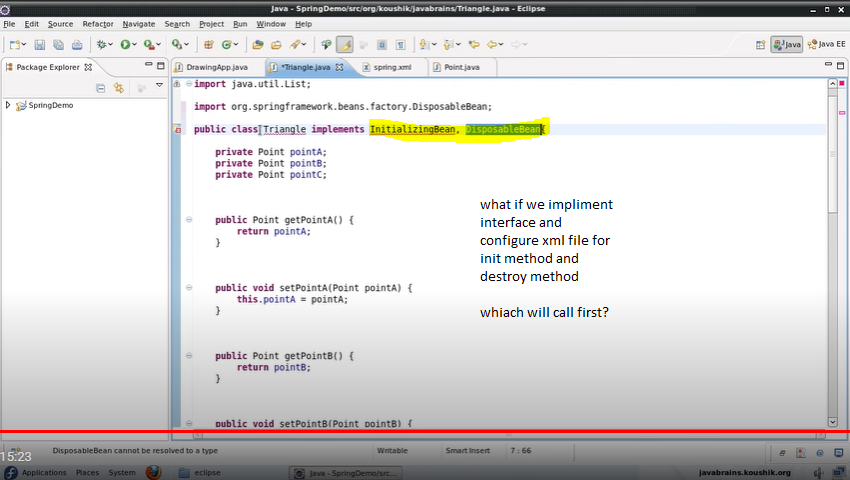 Java - SpringDemo/src/org/koushik/javabrains/Triangle.java - Eclipse
File Edit Source Refactor Navigate Search Project Run Window Help
Java Java EE
Package Explorer
DrawingApp.java *Triangle.java spring.xml Point.java
SpringDemo
import java.util.List;
import org.springframework.beans.factory.DisposableBean;
public class Triangle implements InitializingBean, DisposableBean{
private Point pointA;
private Point pointB;
private Point pointC;
public Point getPointA() {
return pointA;
}
public void setPointA(Point pointA) {
this.pointA = pointA;
}
public Point getPointB() {
return pointB;
}
public void setPointB(Point pointB) {
what if we impliment
interface and
configure xml file for
init method and
destroy method
whiach will call first?
DisposableBean cannot be resolved to a type Writable Smart Insert 7 : 66
15:23
Applications Places System eclipse Java - SpringDemo/src... javabrains.koushik.org